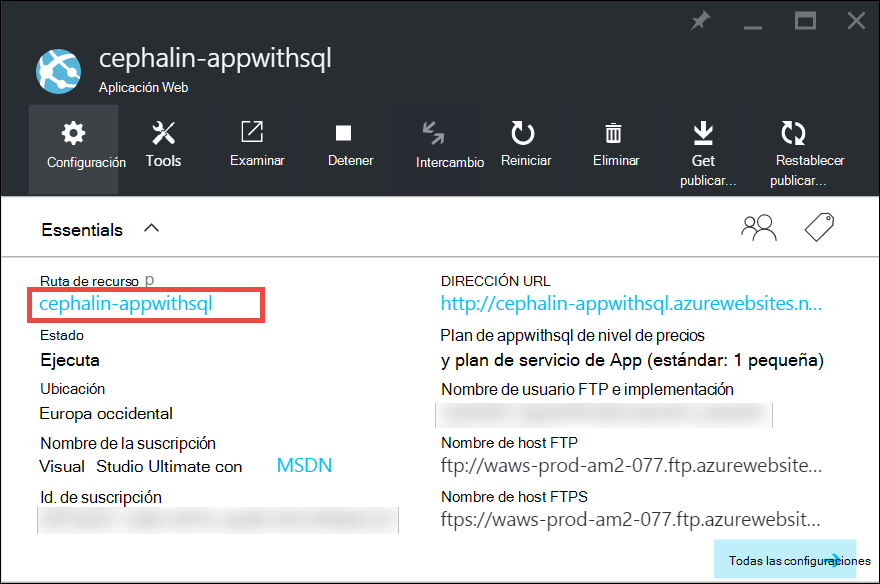 cephalin-appwithsql
Aplicación Web
Configuración
Tools
Examinar
Detener
Intercambio
Reiniciar
Eliminar
Get
publicar...
Restablecer
publicar...
Essentials
Ruta de recurso p
cephalin-appwithsql
Estado
Ejecuta
Ubicación
Europa occidental
Nombre de la suscripción
Visual Studio Ultimate con MSDN
Id. de suscripción
DIRECCIÓN URL
http://cephalin-appwithsql.azurewebsites.n...
Plan de appwithsql de nivel de precios
y plan de servicio de App (estándar: 1 pequeña)
Nombre de usuario FTP e implementación
Nombre de host FTP
ftp://waws-prod-am2-077.ftp.azurewebsite...
Nombre de host FTPS
ftps://waws-prod-am2-077.ftp.azurewebsit...
Todas las configuraciones